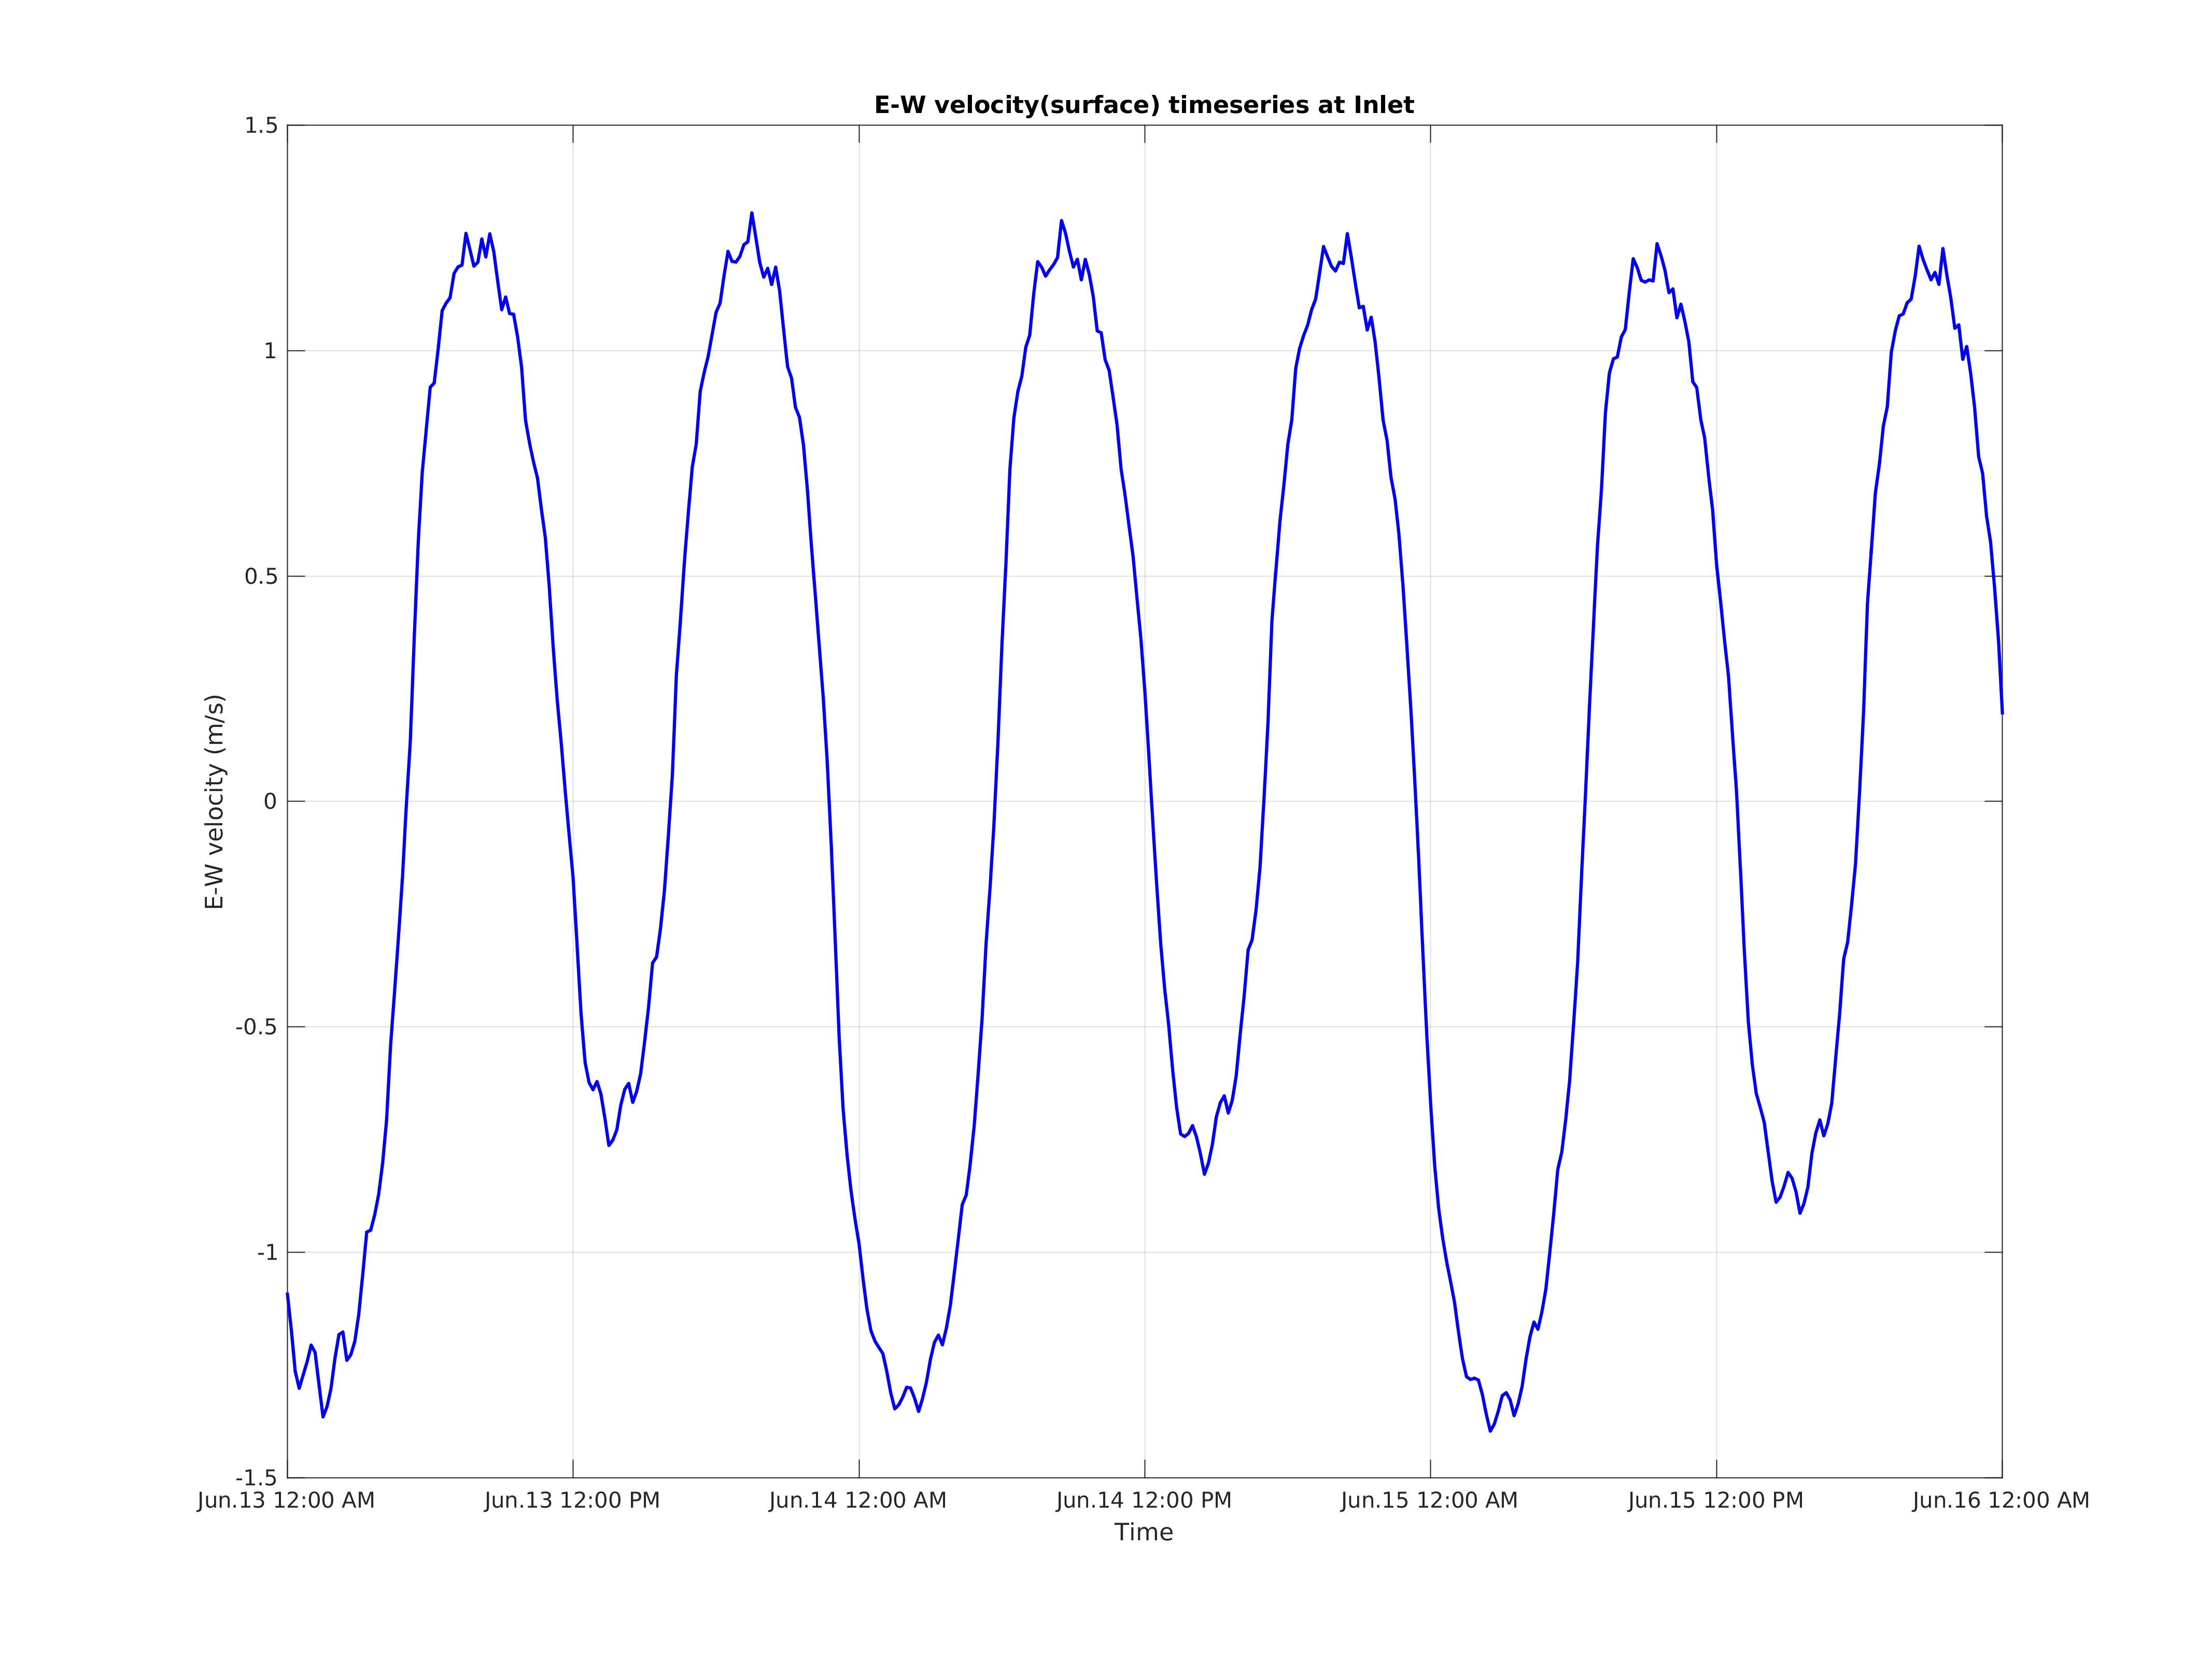 E-W velocity(surface) timeseries at Inlet
1.5
1
0.5
0
-0.5
-1
-1.5
E-W velocity (m/s)
Jun.13 12:00 AM
Jun.13 12:00 PM
Jun.14 12:00 AM
Jun.14 12:00 PM
Jun.15 12:00 AM
Jun.15 12:00 PM
Jun.16 12:00 AM
Time